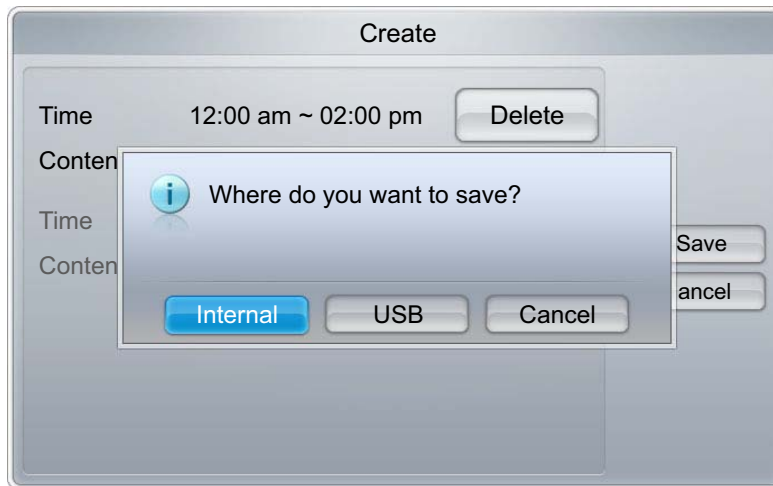 Create
Time 12:00 am ~ 02:00 pm Delete
Conten
i Where do you want to save?
Time
Save
Conten
ancel
Internal USB Cancel